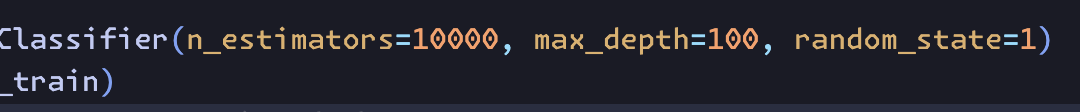 Classifier(n_estimators=10000, max_depth=100, random_state=1)
_train)